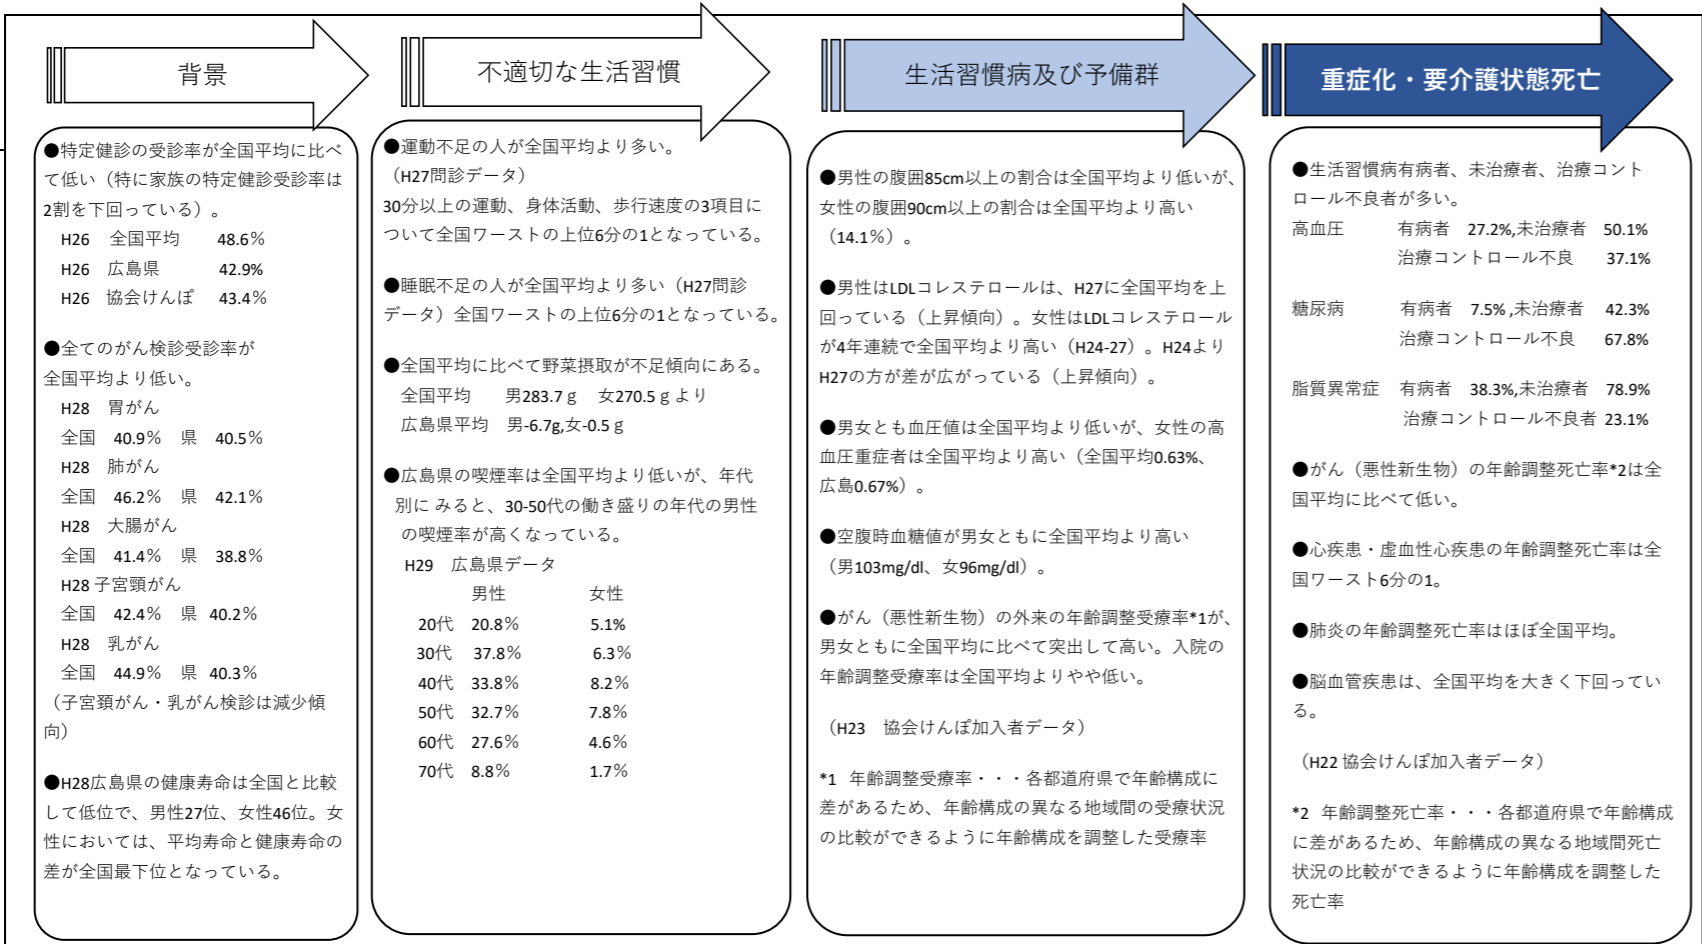 背景
●特定健診の受診率が全国平均に比べ
て低い（特に家族の特定健診受診率は
2割を下回っている）。
H26　全国平均　48.6％
H26　広島県　42.9%
H26　協会けんぽ　43.4％
●全てのがん検診受診率が
全国平均より低い。
H28　胃がん
全国　40.9％　県　40.5％
H28　肺がん
全国　46.2％　県　42.1％
H28　大腸がん
全国　41.4％　県　38.8％
H28 子宮頸がん
全国　42.4％　県　40.2％
H28　乳がん
全国　44.9％　県　40.3％
（子宮頚がん・乳がん検診は減少傾
向）
●H28広島県の健康寿命は全国と比較
して低位で、男性27位、女性46位。女
性においては、平均寿命と健康寿命の
差が全国最下位となっている。
不適切な生活習慣
●運動不足の人が全国平均より多い。
（H27問診データ）
30分以上の運動、身体活動、歩行速度の3項目に
ついて全国ワーストの上位6分の1となっている。
●睡眠不足の人が全国平均より多い（H27問診
データ）全国ワーストの上位6分の1となっている。
●全国平均に比べて野菜摂取が不足傾向にある。
全国平均　男283.7ｇ　女270.5ｇより
広島県平均　男-6.7g,女-0.5ｇ
●広島県の喫煙率は全国平均より低いが、年代
別に みると、30-50代の働き盛りの年代の男性
の喫煙率が高くなっている。
H29　広島県データ
男性　女性
20代　20.8%　5.1%
30代　37.8％　6.3％
40代　33.8％　8.2％
50代　32.7％　7.8％
60代　27.6％　4.6％
70代　8.8％　1.7％
生活習慣病及び予備群
●男性の腹囲85cm以上の割合は全国平均より低いが、
女性の腹囲90cm以上の割合は全国平均より高い
（14.1％）。
●男性はLDLコレステロールは、H27に全国平均を上
回っている（上昇傾向）。女性はLDLコレステロール
が4年連続で全国平均より高い（H24-27）。H24より
H27の方が差が広がっている（上昇傾向）。
●男女とも血圧値は全国平均より低いが、女性の高
血圧重症者は全国平均より高い（全国平均0.63%、
広島0.67%）。
●空腹時血糖値が男女ともに全国平均より高い
（男103mg/dl、女96mg/dl）。
●がん（悪性新生物）の外来の年齢調整受療率*1が、
男女ともに全国平均に比べて突出して高い。入院の
年齢調整受療率は全国平均よりやや低い。
（H23　協会けんぽ加入者データ）
*1　年齢調整受療率・・・各都道府県で年齢構成に
差があるため、年齢構成の異なる地域間の受療状況
の比較ができるように年齢構成を調整した受療率
重症化・要介護状態死亡
●生活習慣病有病者、未治療者、治療コント
ロール不良者が多い。
高血圧　有病者　27.2%,未治療者　50.1%
治療コントロール不良　37.1%
糖尿病　有病者　7.5% ,未治療者　42.3%
治療コントロール不良　67.8%
脂質異常症　有病者　38.3%,未治療者　78.9%
治療コントロール不良者 23.1%
●がん（悪性新生物）の年齢調整死亡率*2は全
国平均に比べて低い。
●心疾患・虚血性心疾患の年齢調整死亡率は全
国ワースト6分の1。
●肺炎の年齢調整死亡率はほぼ全国平均。
●脳血管疾患は、全国平均を大きく下回ってい
る。
（H22 協会けんぽ加入者データ）
*2　年齢調整死亡率・・・各都道府県で年齢構成
に差があるため、年齢構成の異なる地域間死亡
状況の比較ができるように年齢構成を調整した
死亡率